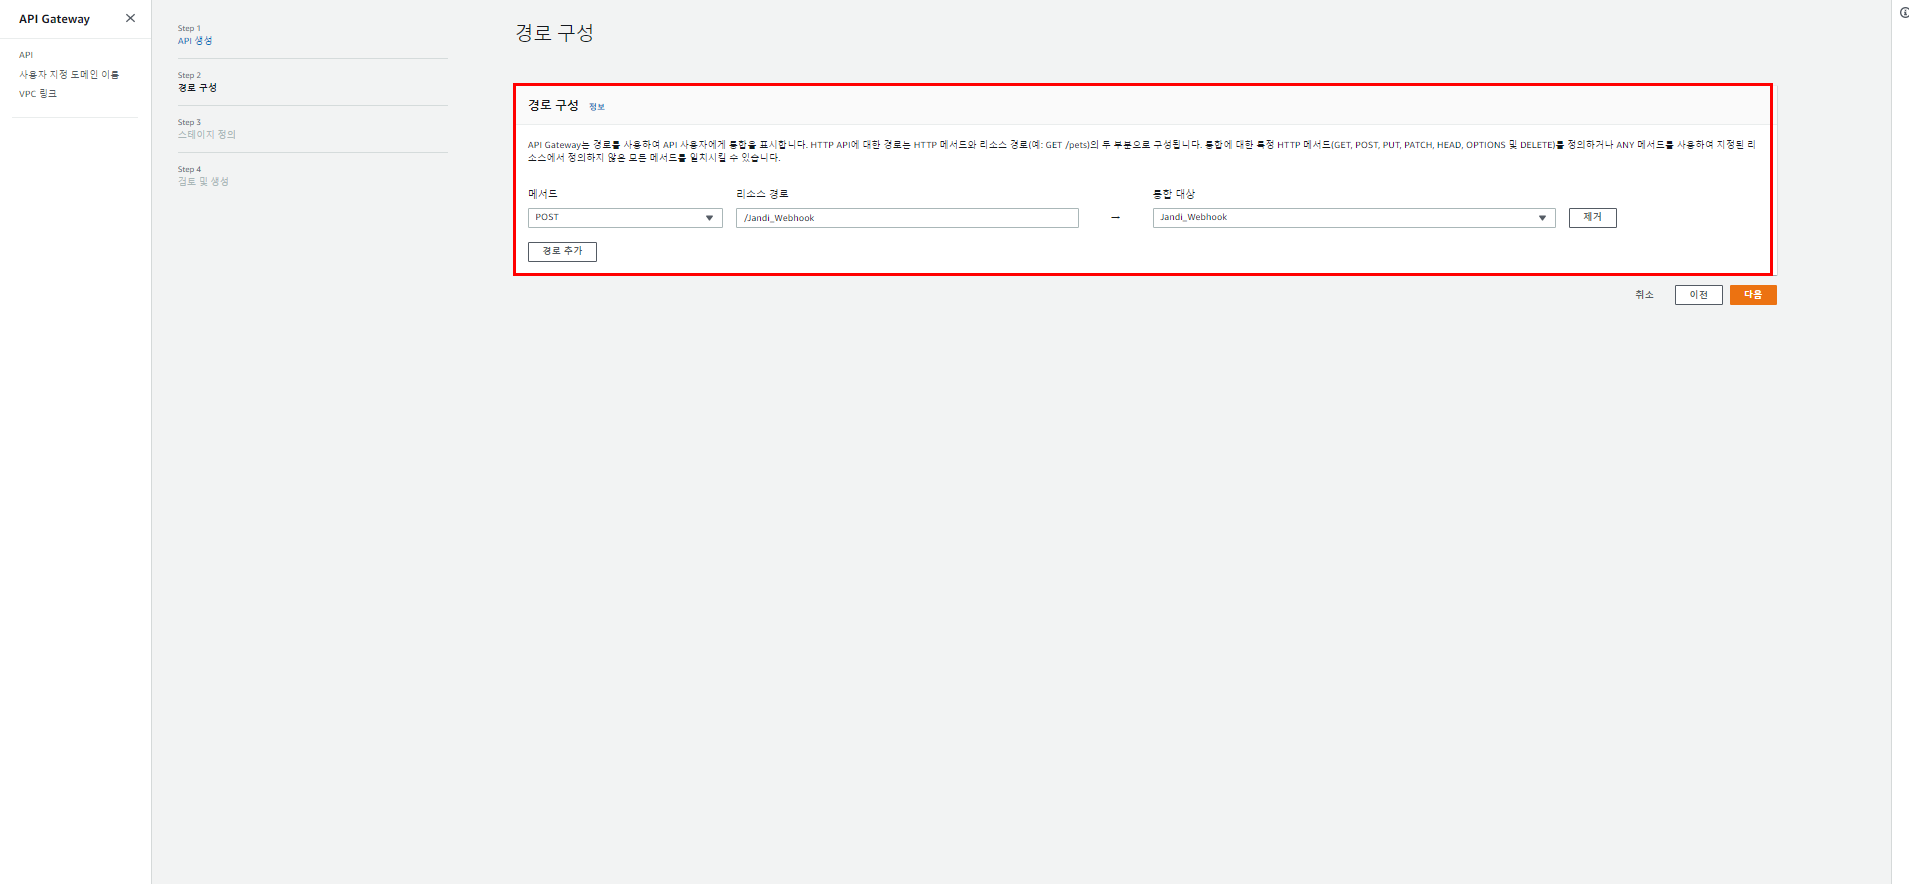 API Gateway
API
사용자 지정 도메인 이름
VPC 링크
Step 1
API 생성
Step 2
경로 구성
Step 3
스테이지 정의
Step 4
검토 및 생성
경로 구성
경로 구성 정보
API Gateway는 경로를 사용하여 API 사용자에게 통합을 표시합니다. HTTP API에 대한 경로는 HTTP 메서드와 리소스 경로(예: GET /pets)의 두 부분으로 구성됩니다. 통합에 대한 특정 HTTP 메서드(GET, POST, PUT, PATCH, HEAD, OPTIONS 및 DELETE)를 정의하거나 ANY 메서드를 사용하여 지정된 리
소스에서 정의하지 않은 모든 메서드를 일치시킬 수 있습니다.
메서드 리소스 경로 통합 대상
POST /Jandi_Webhook → Jandi_Webhook 제거
경로 추가
취소 이전 다음